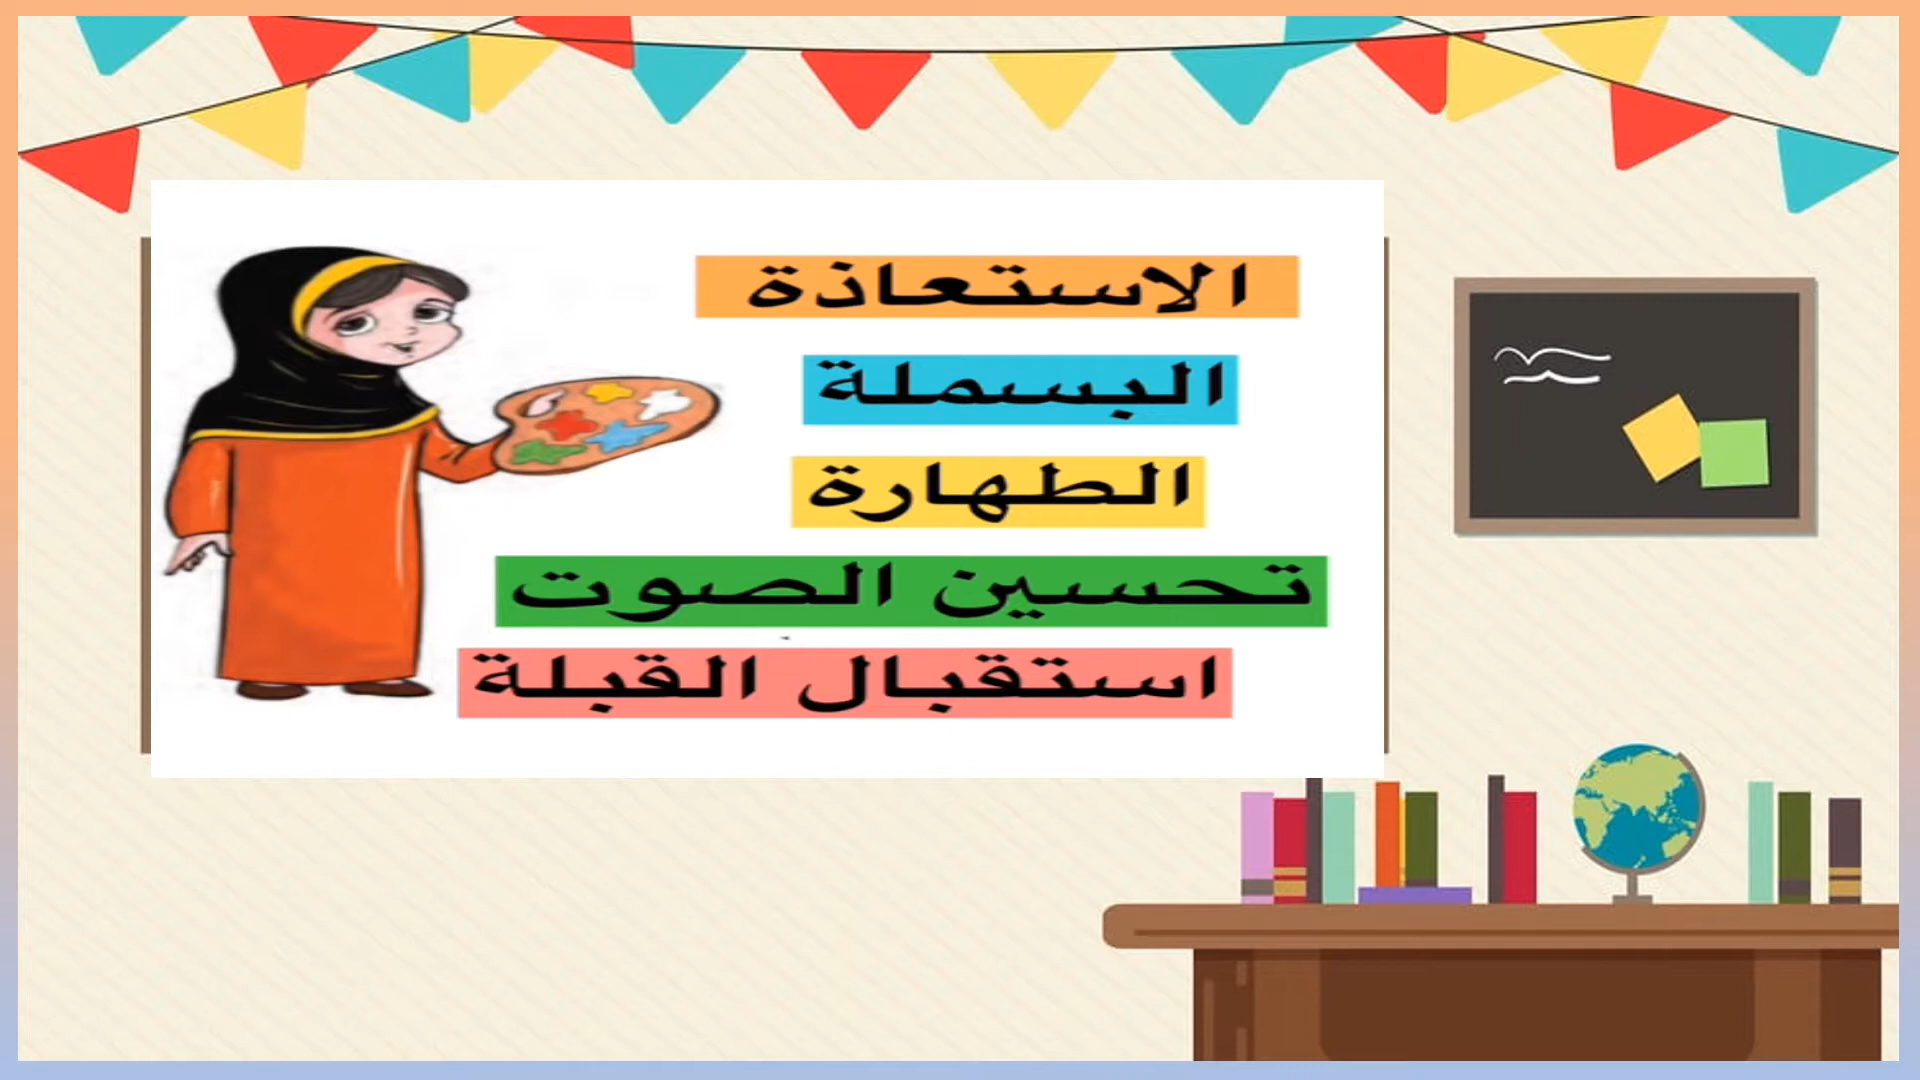 الاستعاذة
البسملة
الطهارة
تحسين الصوت
استقبال القبلة